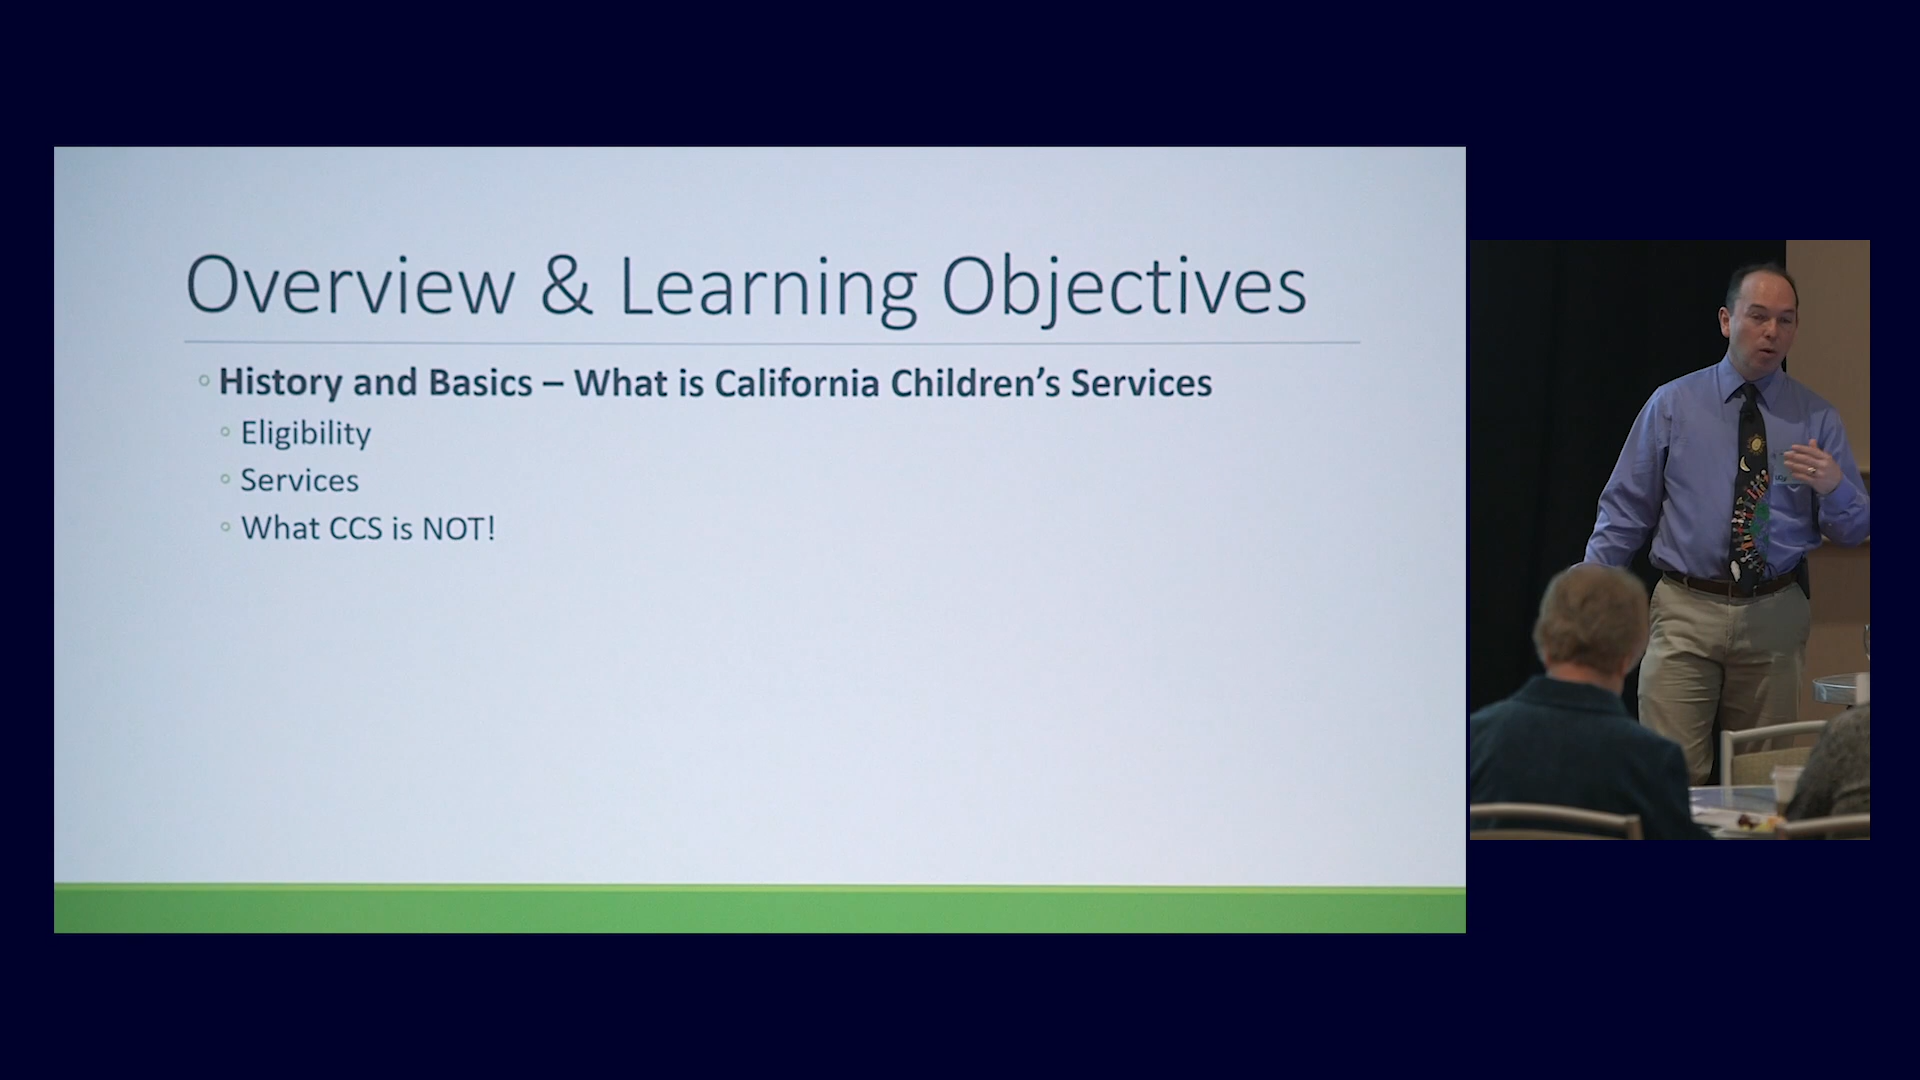 Overview & Learning Objectives
History and Basics – What is California Children's Services
Eligibility
Services
What CCS is NOT!